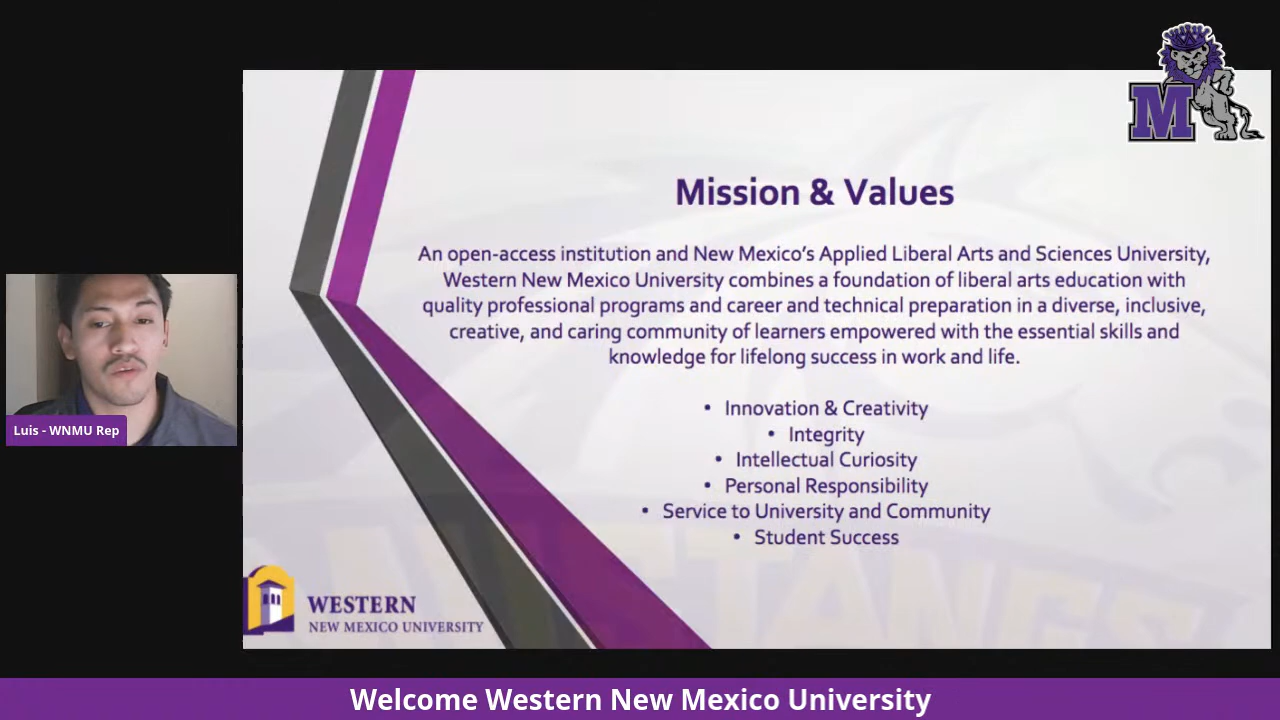 M
Mission & Values
An open-access institution and New Mexico’s Applied Liberal Arts and Sciences University,
Western New Mexico University combines a foundation of liberal arts education with
quality professional programs and career and technical preparation in a diverse, inclusive,
creative, and caring community of learners empowered with the essential skills and
knowledge for lifelong success in work and life.
• Innovation & Creativity
• Integrity
• Intellectual Curiosity
• Personal Responsibility
• Service to University and Community
• Student Success
Luis - WNMU Rep
MUSTANGS
WESTERN
NEW MEXICO UNIVERSITY
Welcome Western New Mexico University